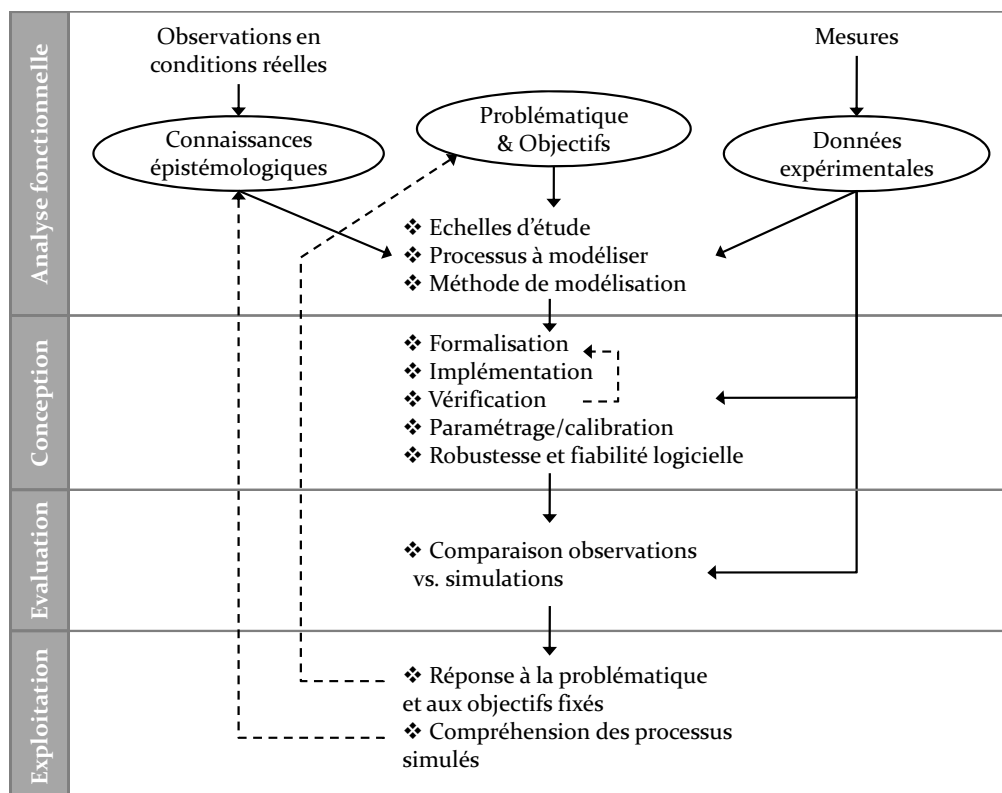 Analyse fonctionnelle
Observations en
conditions réelles
Mesures
Connaissances
épistémologiques
Problématique
& Objectifs
Données
expérimentales
❖ Echelles d'étude
❖ Processus à modéliser
❖ Méthode de modélisation
Conception
❖ Formalisation
❖ Implémentation
❖ Vérification
❖ Paramétrage/calibration
❖ Robustesse et fiabilité logicielle
Evaluation
❖ Comparaison observations
vs. simulations
Exploitation
❖ Réponse à la problématique
et aux objectifs fixés
❖ Compréhension des processus
simulés